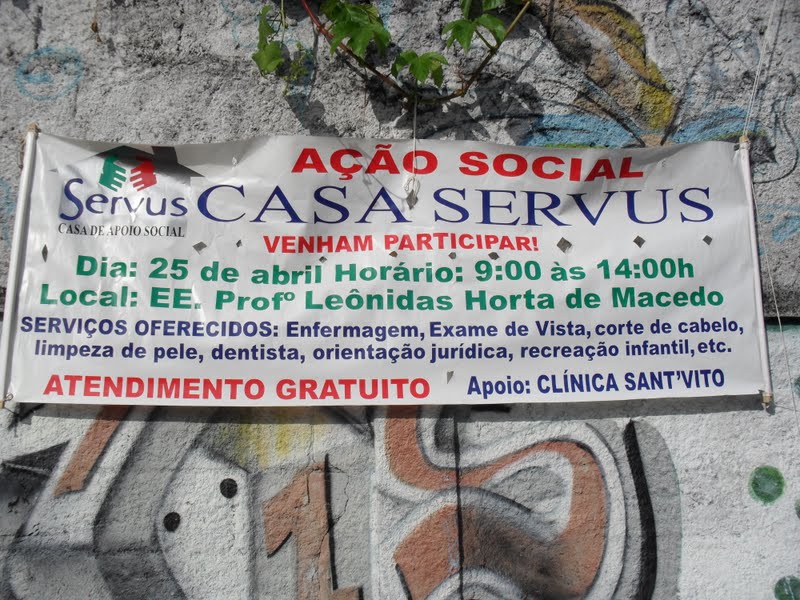 AÇÃO SOCIAL
Servus
CASA DE APOIO SOCIAL
CASA SERVUS
VENHAM PARTICIPAR!
Dia: 25 de abril Horário: 9:00 às 14:00h
Local: EE. Profº Leônidas Horta de Macedo
SERVIÇOS OFERECIDOS: Enfermagem, Exame de Vista, corte de cabelo,
limpeza de pele, dentista, orientação jurídica, recreação infantil, etc.
ATENDIMENTO GRATUITO
Apoio: CLÍNICA SANT'VITO